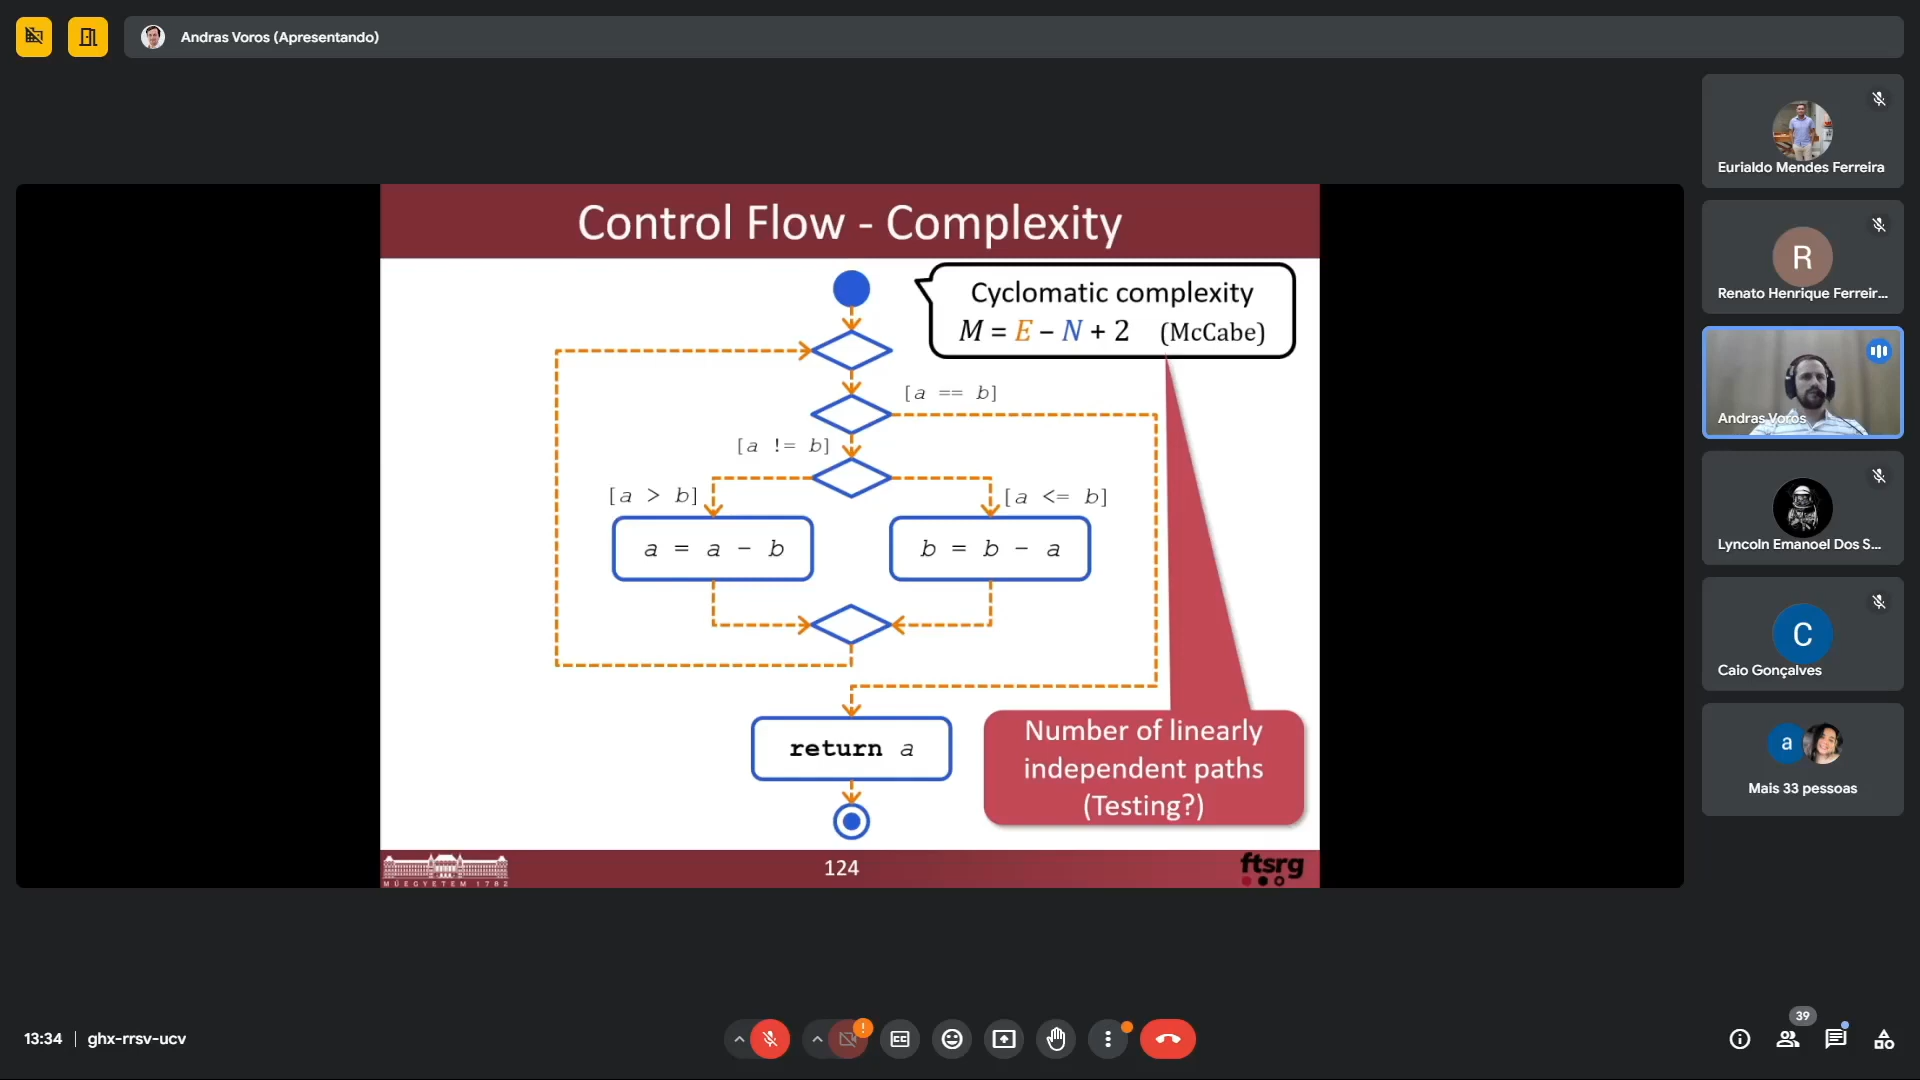 Andras Voros (Apresentando)
Control Flow - Complexity
Cyclomatic complexity
M = E − N + 2 (McCabe)
[a == b]
[a != b]
[a > b]
[a <= b]
a = a − b
b = b − a
return a
Number of linearly
independent paths
(Testing?)
MŰEGYETEM 1782
124
ftsrg
Eurialdo Mendes Ferreira
R
Renato Henrique Ferreir...
Andras Voros
Lyncoln Emanoel Dos S...
C
Caio Gonçalves
a
Mais 33 pessoas
13:34 | ghx-rrsv-ucv
39